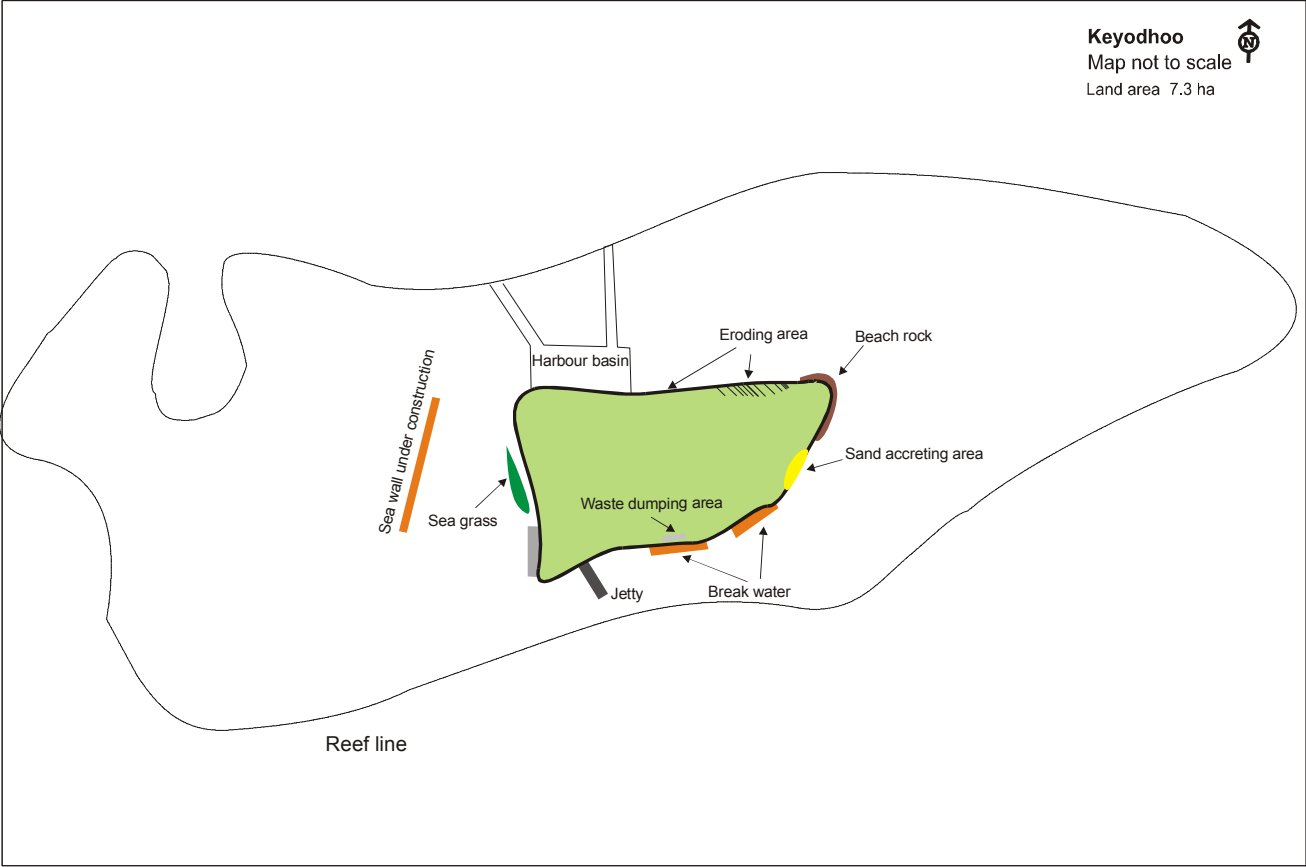 Keyodhoo
N
Map not to scale
Land area 7.3 ha
Eroding area
Beach rock
Harbour basin
Sea wall under construction
Sand accreting area
Waste dumping area
Sea grass
Break water
Jetty
Reef line